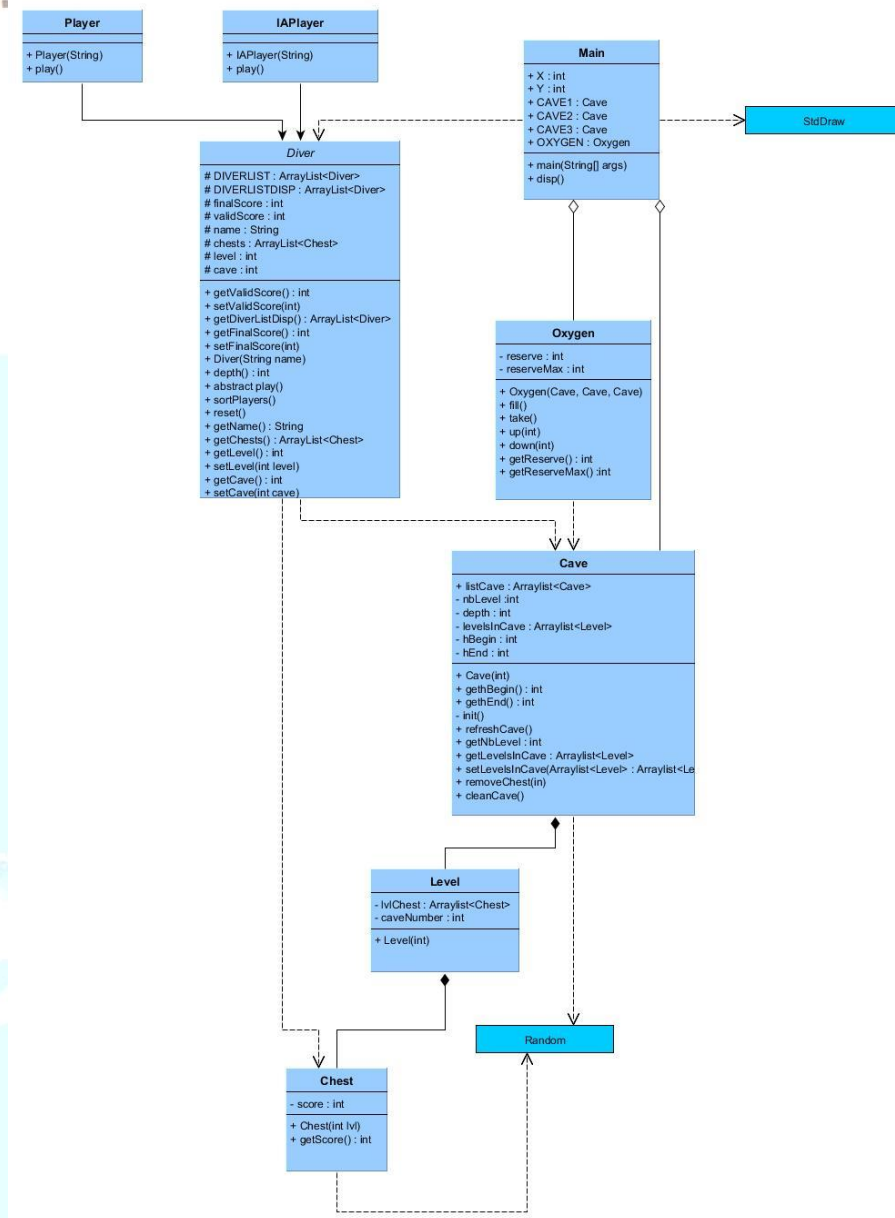 Player
+ Player(String)
+ play()
IAPlayer
+ IAPlayer(String)
+ play()
Main
+ X : int
+ Y : int
+ CAVE1 : Cave
+ CAVE2 : Cave
+ CAVE3 : Cave
+ OXYGEN : Oxygen
+ main(String[] args)
+ disp()
StdDraw
Diver
# DIVERLIST : ArrayList<Diver>
# DIVERLISTDISP : ArrayList<Diver>
# finalScore : int
# validScore : int
# name : String
# chests : ArrayList<Chest>
# level : int
# cave : int
+ getValidScore() : int
+ setValidScore(int)
+ getDiverListDisp() : ArrayList<Diver>
+ getFinalScore() : int
+ setFinalScore(int)
+ Diver(String name)
+ depth() : int
+ abstract play()
+ sortPlayers()
+ reset()
+ getName() : String
+ getChests() : ArrayList<Chest>
+ getLevel() : int
+ setLevel(int level)
+ getCave() : int
+ setCave(int cave)
Oxygen
- reserve : int
- reserveMax : int
+ Oxygen(Cave, Cave, Cave)
+ fill()
+ take()
+ up(int)
+ down(int)
+ getReserve() : int
+ getReserveMax() :int
Cave
+ listCave : Arraylist<Cave>
- nbLevel :int
- depth : int
- levelsInCave : Arraylist<Level>
- hBegin : int
- hEnd : int
+ Cave(int)
+ gethBegin() : int
+ gethEnd() : int
- init()
+ refreshCave()
+ getNbLevel : int
+ getLevelsInCave : Arraylist<Level>
+ setLevelsInCave(Arraylist<Level> : Arraylist<Le
+ removeChest(in)
+ cleanCave()
Level
- lvlChest : Arraylist<Chest>
- caveNumber : int
+ Level(int)
Random
Chest
- score : int
+ Chest(int lvl)
+ getScore() : int